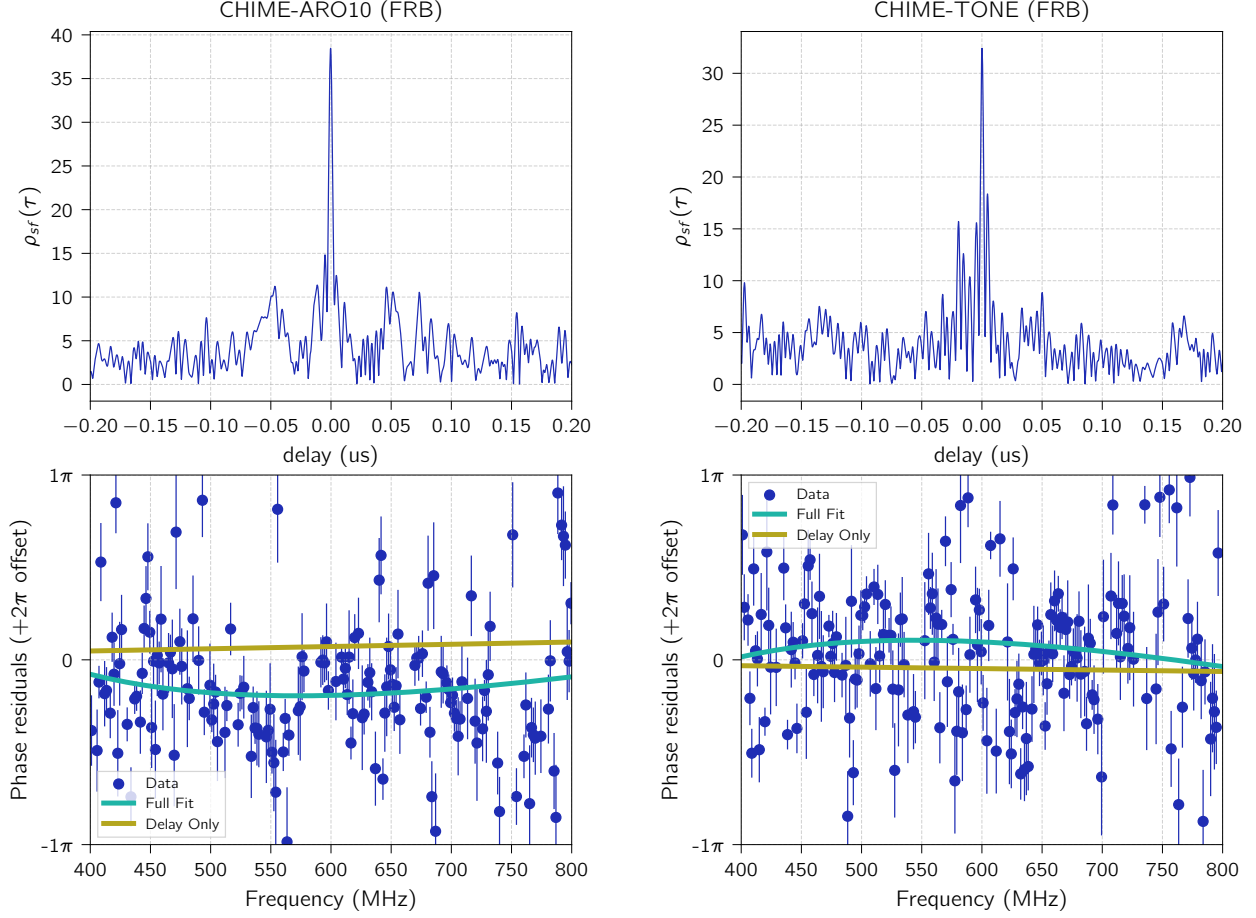 CHIME-ARO10 (FRB)
40
35
30
25
20
15
10
5
0
ρsf(τ)
−0.20 −0.15 −0.10 −0.05 0.00 0.05 0.10 0.15 0.20
delay (us)
CHIME-TONE (FRB)
30
25
20
15
10
5
0
ρsf(τ)
−0.20 −0.15 −0.10 −0.05 0.00 0.05 0.10 0.15 0.20
delay (us)
1π
0
-1π
Phase residuals (+2π offset)
Data
Full Fit
Delay Only
400 450 500 550 600 650 700 750 800
Frequency (MHz)
1π
0
-1π
Phase residuals (+2π offset)
Data
Full Fit
Delay Only
400 450 500 550 600 650 700 750 800
Frequency (MHz)